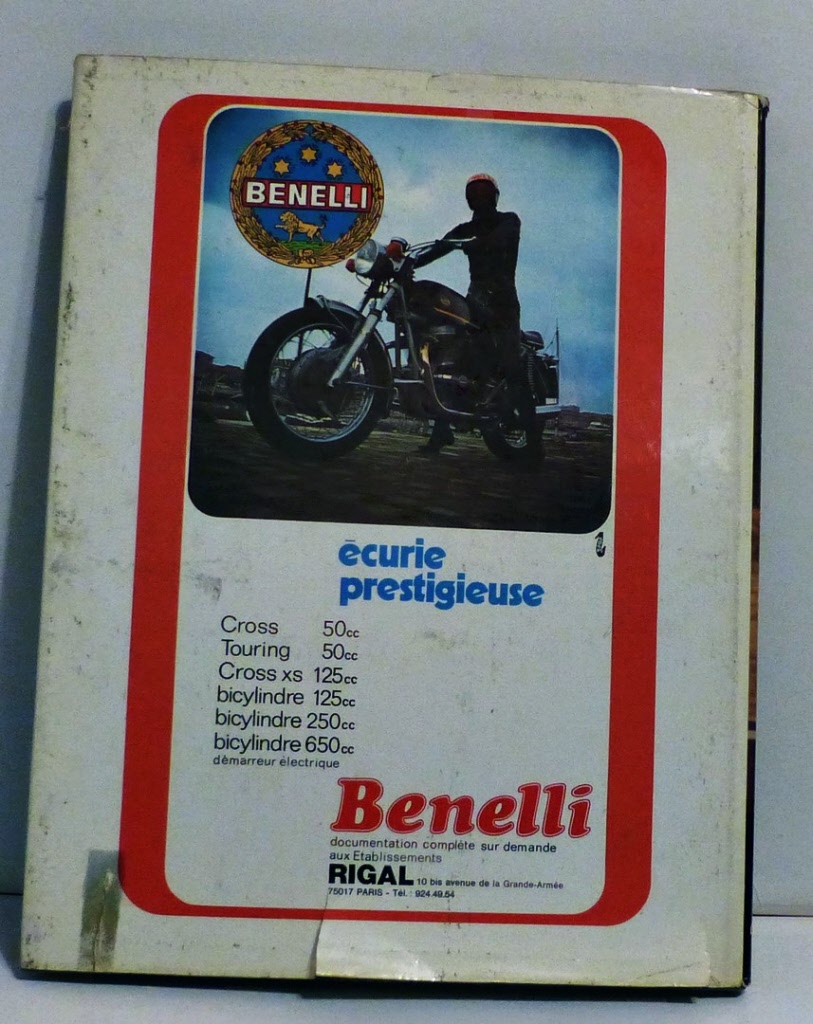 BENELLI
écurie
prestigieuse
Cross 50cc
Touring 50cc
Cross xs 125cc
bicylindre 125cc
bicylindre 250cc
bicylindre 650cc
démarreur électrique
Benelli
documentation complète sur demande
aux Etablissements
RIGAL 10 bis avenue de la Grande-Armée
75017 PARIS - Tél. : 924.49.54